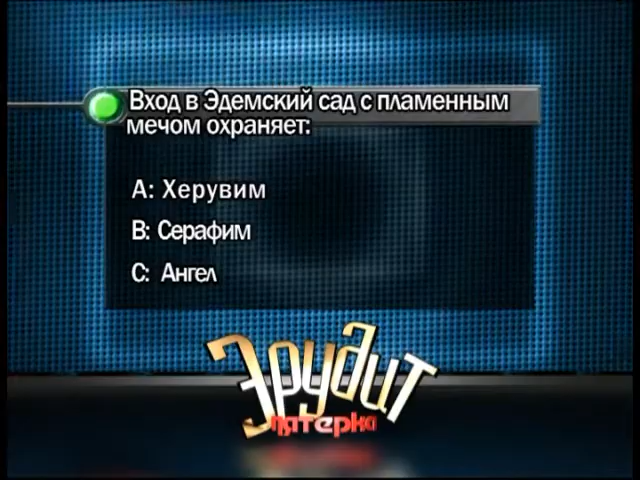 Вход в Эдемский сад с пламенным
мечом охраняет:
A: Херувим
B: Серафим
C: Ангел
Эрудит
пятерка